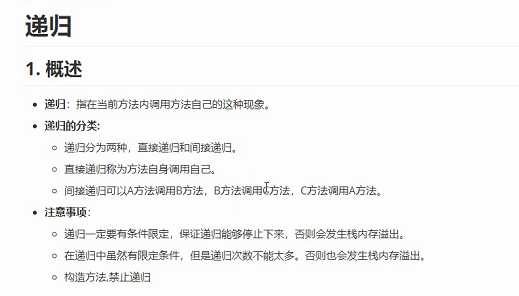 递归
1. 概述
递归：指在当前方法内调用方法自己的这种现象。
递归的分类:
递归分为两种，直接递归和间接递归。
直接递归称为方法自身调用自己。
间接递归可以A方法调用B方法，B方法调用C方法，C方法调用A方法。
注意事项：
递归一定要有条件限定，保证递归能够停止下来，否则会发生栈内存溢出。
在递归中虽然有限定条件，但是递归次数不能太多。否则也会发生栈内存溢出。
构造方法,禁止递归